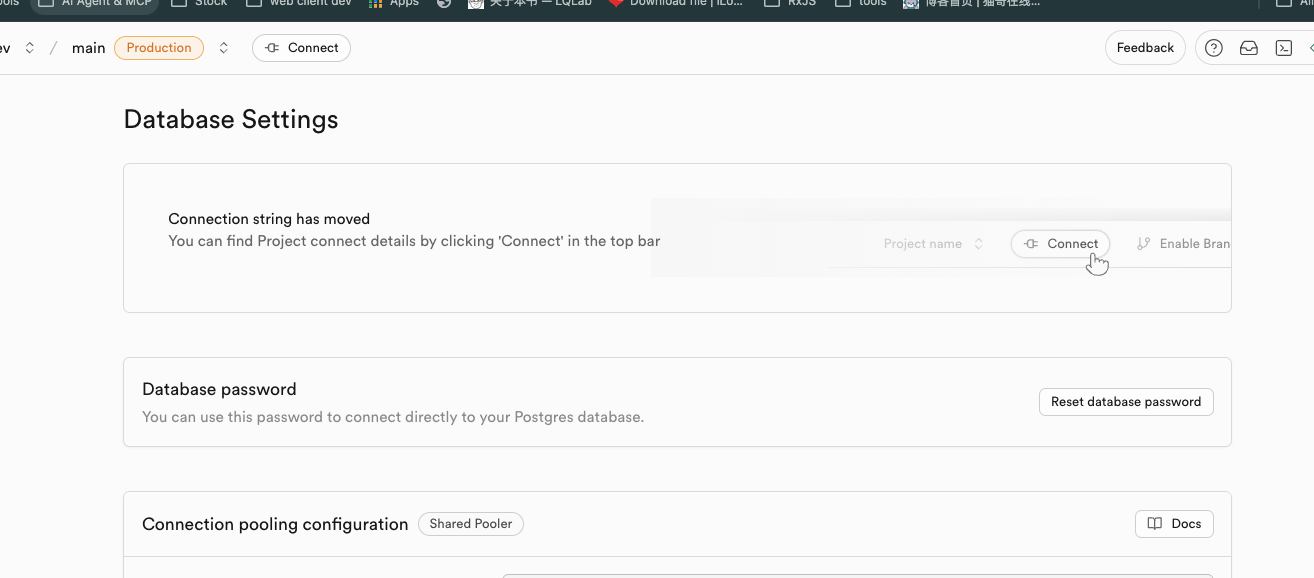 AI Agent & MCP Stock web client dev Apps 关于本书 — LQLab Download file | iLo... RxJS tools 博客首页 | 猫哥在线...
main Production Connect Feedback
Database Settings
Connection string has moved
You can find Project connect details by clicking 'Connect' in the top bar
Project name Connect Enable Bran
Database password
You can use this password to connect directly to your Postgres database.
Reset database password
Connection pooling configuration Shared Pooler Docs